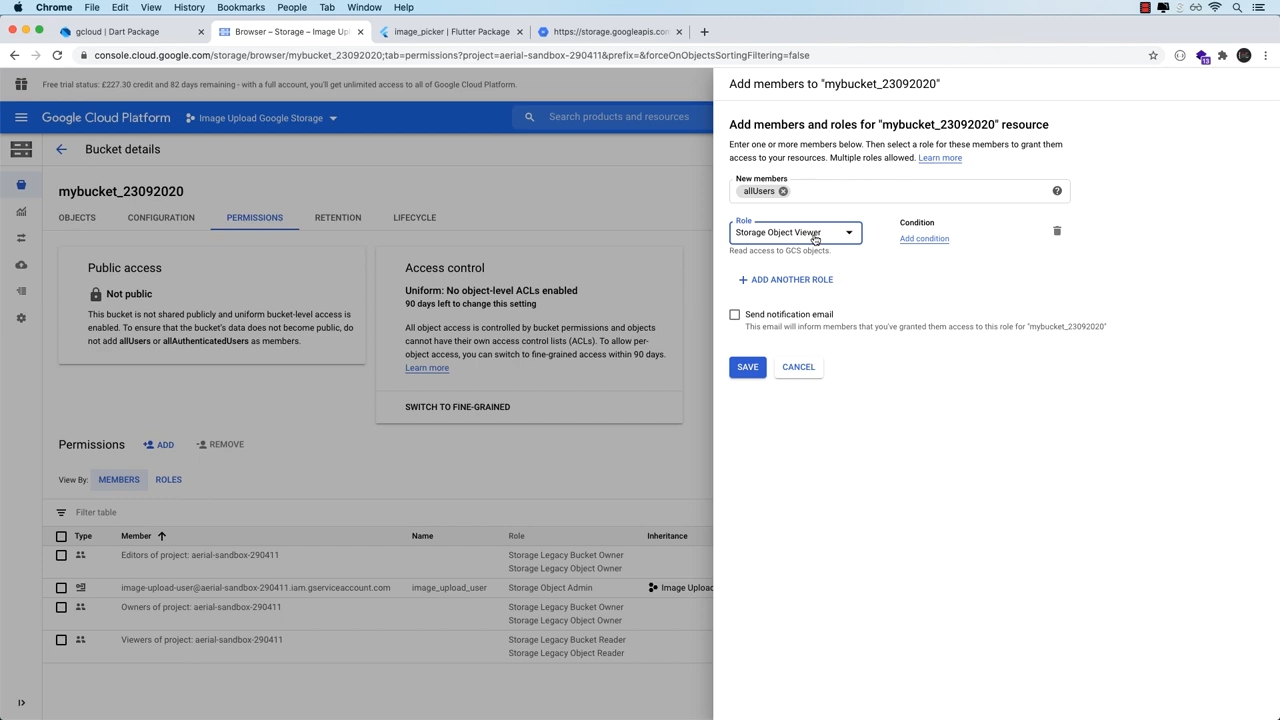 Chrome File Edit View History Bookmarks People Tab Window Help
gcloud | Dart Package
Browser – Storage – Image Upl
image_picker | Flutter Package
https://storage.googleapis.com
console.cloud.google.com/storage/browser/mybucket_23092020;tab=permissions?project=aerial-sandbox-290411&prefix=&forceOnObjectsSortingFiltering=false
13
Free trial status: £227.30 credit and 82 days remaining - with a full account, you'll get unlimited access to all of Google Cloud Platform.
Google Cloud Platform
Image Upload Google Storage
Search products and resources
Bucket details
mybucket_23092020
OBJECTS CONFIGURATION PERMISSIONS RETENTION LIFECYCLE
Public access
Not public
This bucket is not shared publicly and uniform bucket-level access is
enabled. To ensure that the bucket's data does not become public, do
not add allUsers or allAuthenticatedUsers as members.
Access control
Uniform: No object-level ACLs enabled
90 days left to change this setting
All object access is controlled by bucket permissions and objects
cannot have their own access control lists (ACLs). To allow per-
object access, you can switch to fine-grained access within 90 days.
Learn more
SWITCH TO FINE-GRAINED
Permissions ADD REMOVE
View By: MEMBERS ROLES
Filter table
Type Member Name Role Inheritance
Editors of project: aerial-sandbox-290411 Storage Legacy Bucket Owner
Storage Legacy Object Owner
image-upload-user@aerial-sandbox-290411.iam.gserviceaccount.com image_upload_user Storage Object Admin Image Upload
Owners of project: aerial-sandbox-290411 Storage Legacy Bucket Owner
Storage Legacy Object Owner
Viewers of project: aerial-sandbox-290411 Storage Legacy Bucket Reader
Storage Legacy Object Reader
Add members to "mybucket_23092020"
Add members and roles for "mybucket_23092020" resource
Enter one or more members below. Then select a role for these members to grant them
access to your resources. Multiple roles allowed. Learn more
New members
allUsers
Role
Storage Object Viewer
Read access to GCS objects.
Condition
Add condition
ADD ANOTHER ROLE
Send notification email
This email will inform members that you've granted them access to this role for "mybucket_23092020"
SAVE CANCEL